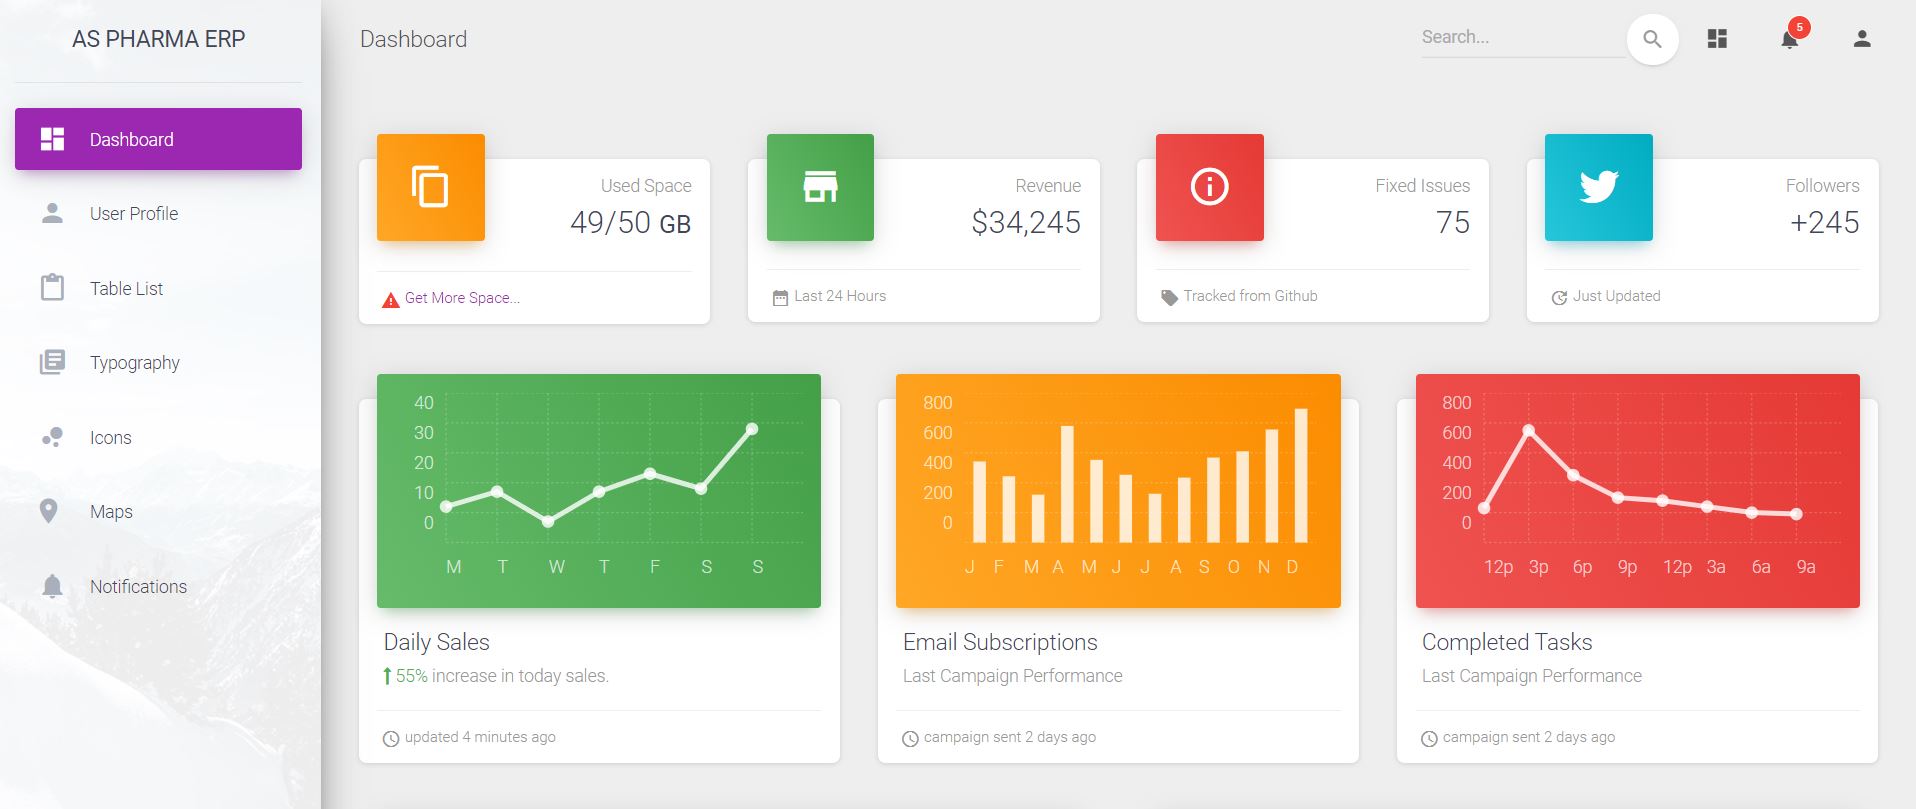 AS PHARMA ERP
Dashboard
User Profile
Table List
Typography
Icons
Maps
Notifications
Dashboard
Search...
5
Used Space
49/50 GB
Get More Space...
Revenue
$34,245
Last 24 Hours
Fixed Issues
75
Tracked from Github
Followers
+245
Just Updated
40
30
20
10
0
M T W T F S S
Daily Sales
55% increase in today sales.
updated 4 minutes ago
800
600
400
200
0
J F M A M J J A S O N D
Email Subscriptions
Last Campaign Performance
campaign sent 2 days ago
800
600
400
200
0
12p 3p 6p 9p 12p 3a 6a 9a
Completed Tasks
Last Campaign Performance
campaign sent 2 days ago